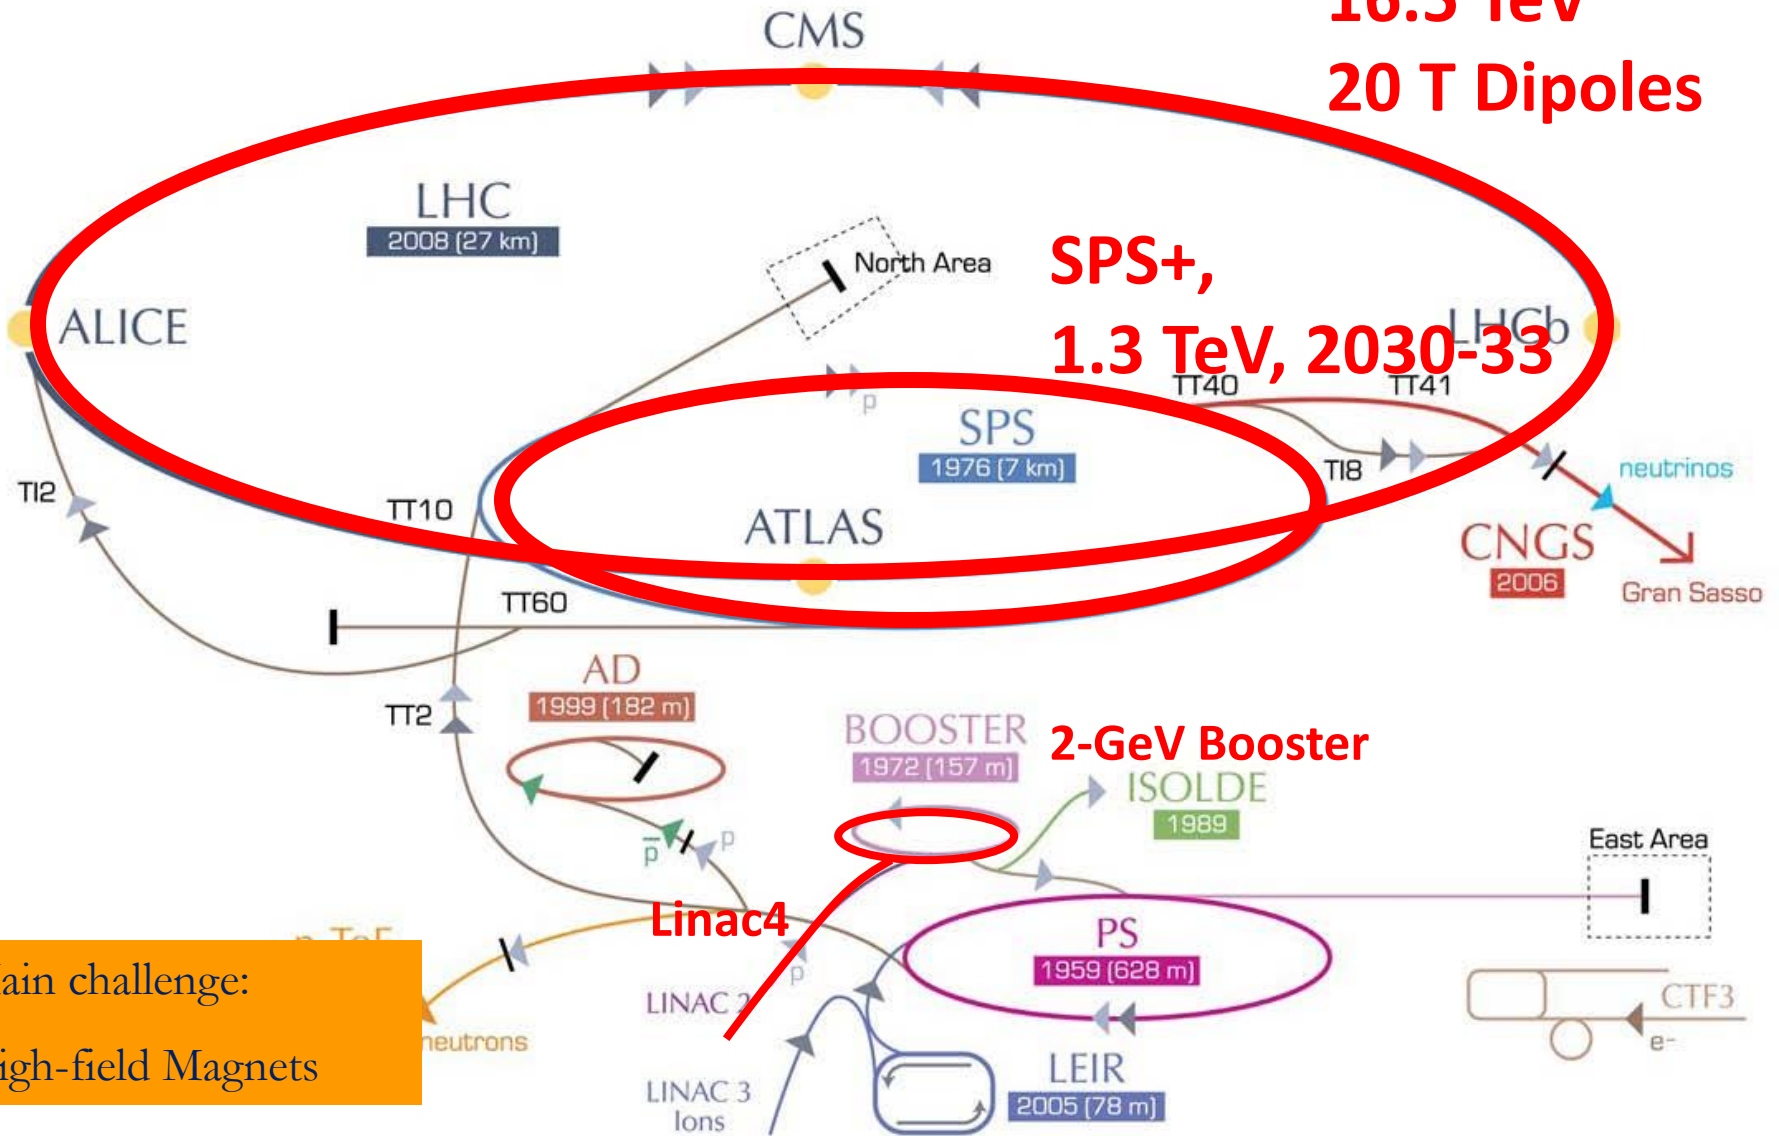 16.5 TeV
20 T Dipoles
CMS
LHC
2008 (27 km)
North Area
SPS+,
1.3 TeV, 2030-33
ALICE
LHCb
TT40
TT41
p
SPS
1976 (7 km)
TI8
neutrinos
TI2
TT10
ATLAS
CNGS
2006
Gran Sasso
TT60
AD
1999 (182 m)
TT2
BOOSTER
1972 (157 m)
2-GeV Booster
ISOLDE
1989
p
p
East Area
Linac4
PS
1959 (628 m)
p
LINAC 2
neutrons
CTF3
e-
challenge:
Magnets
LEIR
2005 (78 m)
LINAC 3
Ions